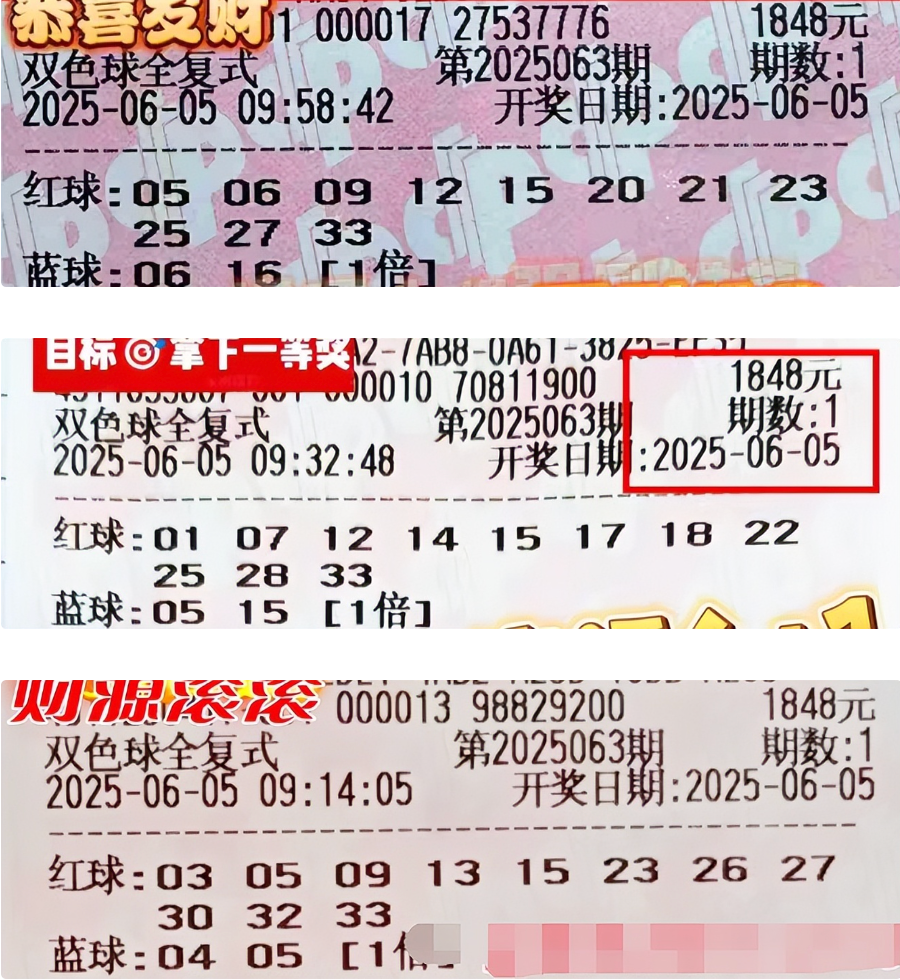 恭喜发财
01 000017 27537776 1848元
双色球全复式 第2025063期 期数:1
2025-06-05 09:58:42 开奖日期:2025-06-05
红球:05 06 09 12 15 20 21 23
25 27 33
蓝球:06 16 [1倍]
目标 拿下一等奖
000010 70811900 1848元
双色球全复式 第2025063期 期数:1
2025-06-05 09:32:48 开奖日期:2025-06-05
红球:01 07 12 14 15 17 18 22
25 28 33
蓝球:05 15 [1倍]
财源滚滚
000013 98829200 1848元
双色球全复式 第2025063期 期数:1
2025-06-05 09:14:05 开奖日期:2025-06-05
红球:03 05 09 13 15 23 26 27
30 32 33
蓝球:04 05 [1倍